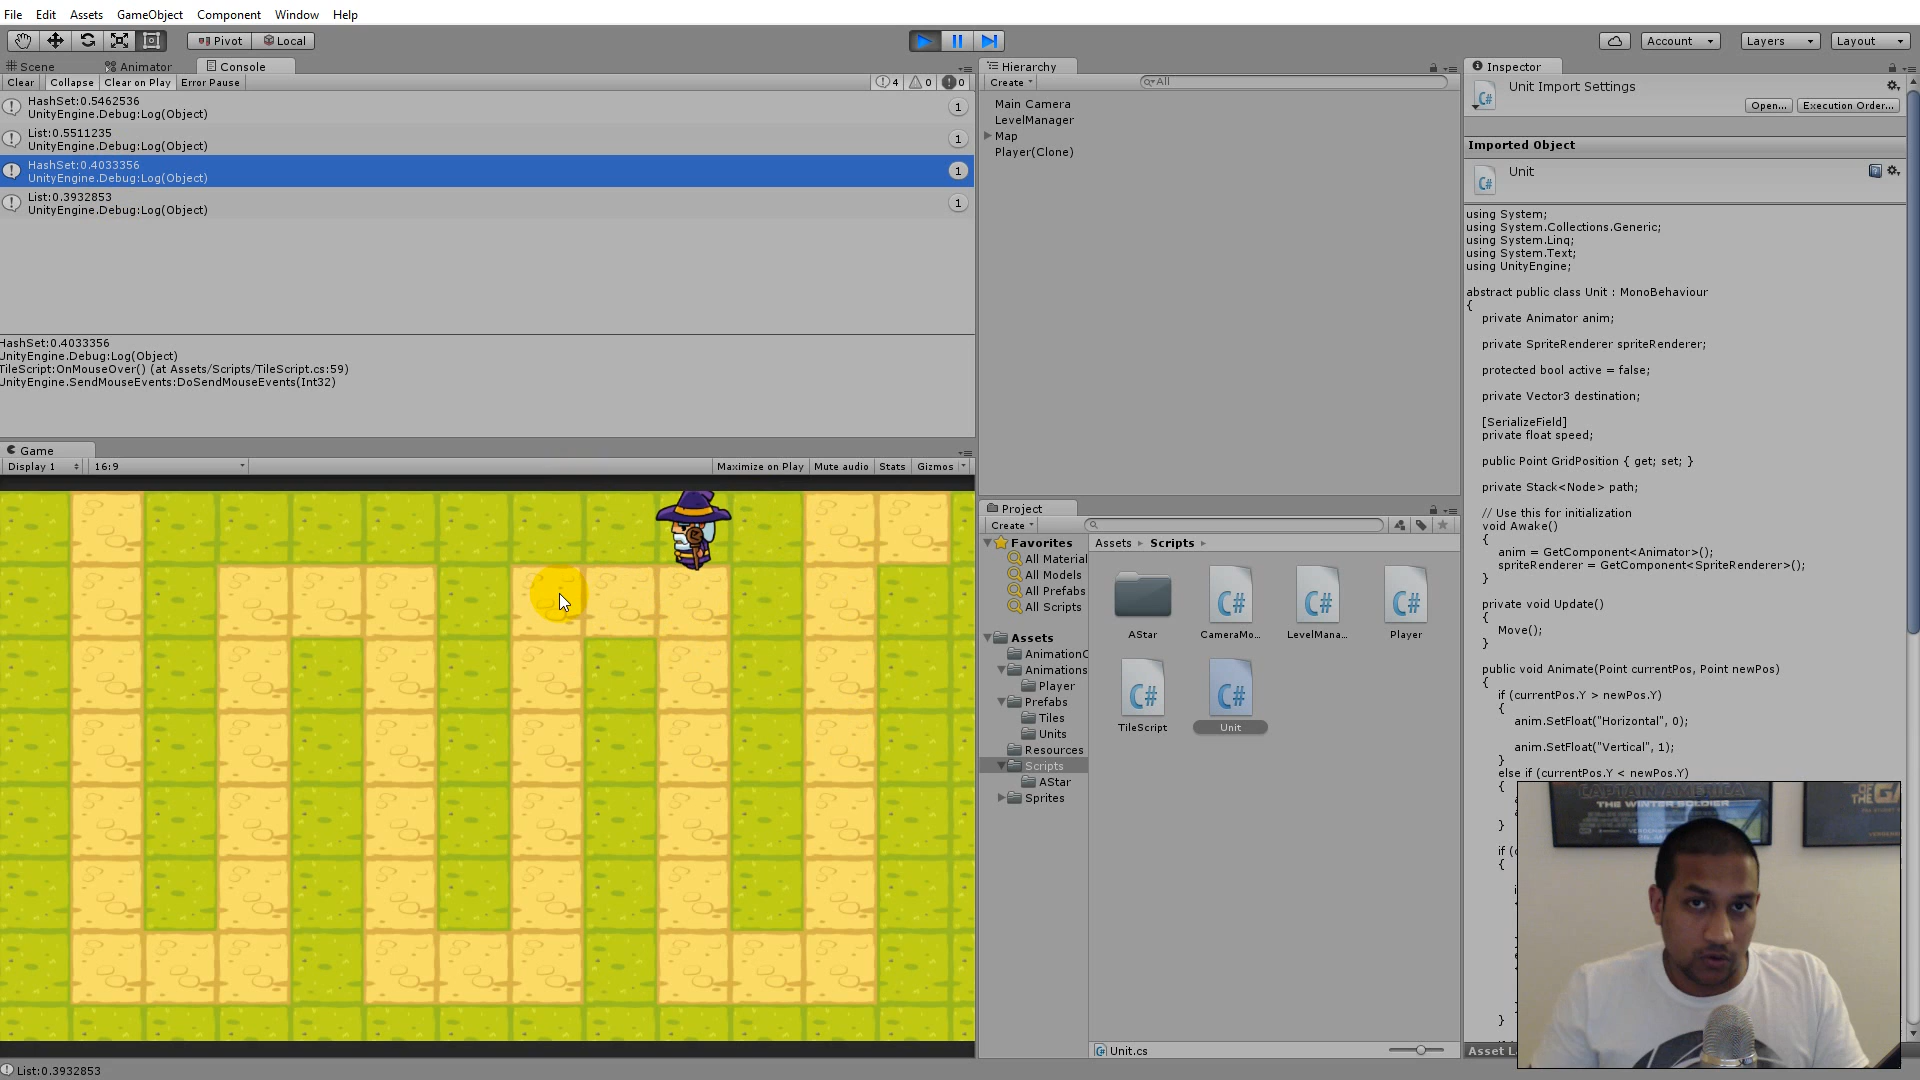 File Edit Assets GameObject Component Window Help
Pivot Local
Account Layers Layout
Scene Animator Console
Clear Collapse Clear on Play Error Pause 4 0 0
HashSet:0.5462536
UnityEngine.Debug:Log(Object)
1
List:0.5511235
UnityEngine.Debug:Log(Object)
1
HashSet:0.4033356
UnityEngine.Debug:Log(Object)
1
List:0.3932853
UnityEngine.Debug:Log(Object)
1
HashSet:0.4033356
UnityEngine.Debug:Log(Object)
TileScript:OnMouseOver() (at Assets/Scripts/TileScript.cs:59)
UnityEngine.SendMouseEvents:DoSendMouseEvents(Int32)
Game
Display 1 16:9 Maximize on Play Mute audio Stats Gizmos
List:0.3932853
Hierarchy
Create All
Main Camera
LevelManager
Map
Player(Clone)
Project
Create
Favorites
All Material
All Models
All Prefabs
All Scripts
Assets
AnimationC
Animations
Player
Prefabs
Tiles
Units
Resources
Scripts
AStar
Sprites
Assets Scripts
AStar CameraMo... LevelMana... Player
TileScript Unit
Unit.cs
Inspector
Unit Import Settings
Open... Execution Order...
Imported Object
Unit
using System;
using System.Collections.Generic;
using System.Linq;
using System.Text;
using UnityEngine;
abstract public class Unit : MonoBehaviour
{
private Animator anim;
private SpriteRenderer spriteRenderer;
protected bool active = false;
private Vector3 destination;
[SerializeField]
private float speed;
public Point GridPosition { get; set; }
private Stack<Node> path;
// Use this for initialization
void Awake()
{
anim = GetComponent<Animator>();
spriteRenderer = GetComponent<SpriteRenderer>();
}
private void Update()
{
Move();
}
public void Animate(Point currentPos, Point newPos)
{
if (currentPos.Y > newPos.Y)
{
anim.SetFloat("Horizontal", 0);
anim.SetFloat("Vertical", 1);
}
else if (currentPos.Y < newPos.Y)
{
}
{
}
Asset L
CAPTAIN AMERICA
THE WINTER SOLDIER
OF
THE GA